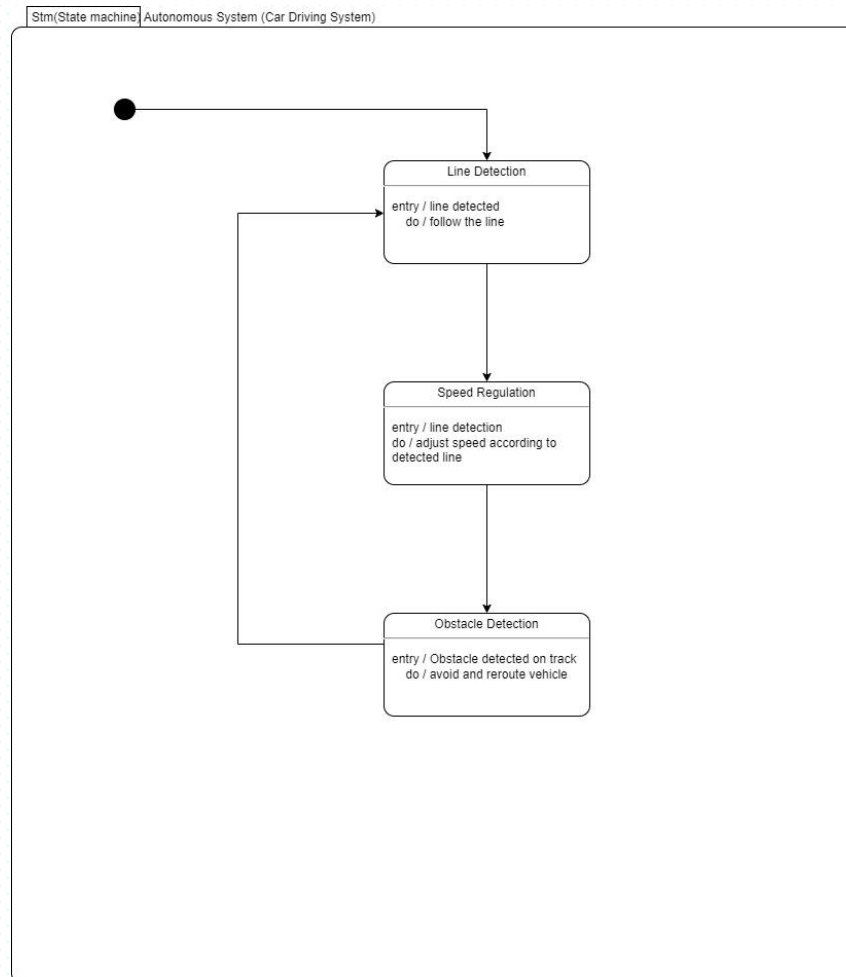 Stm(State machine) Autonomous System (Car Driving System)
Line Detection
entry / line detected
do / follow the line
Speed Regulation
entry / line detection
do / adjust speed according to
detected line
Obstacle Detection
entry / Obstacle detected on track
do / avoid and reroute vehicle